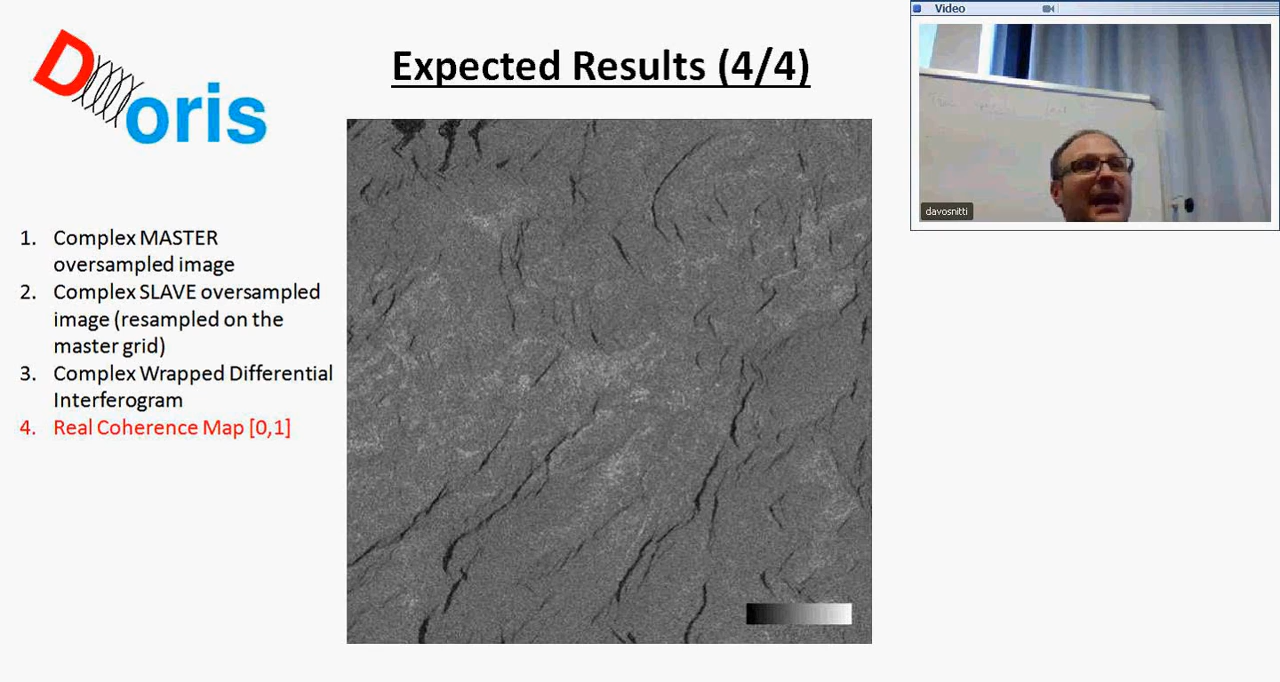 Doris
Expected Results (4/4)
1. Complex MASTER
oversampled image
2. Complex SLAVE oversampled
image (resampled on the
master grid)
3. Complex Wrapped Differential
Interferogram
4. Real Coherence Map [0,1]
Video
davosnitti